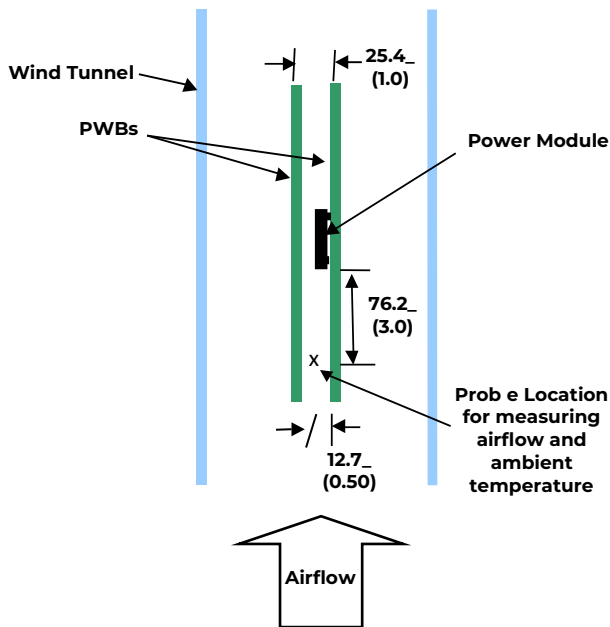 25.4_
(1.0)
Wind Tunnel
PWBs
Power Module
76.2_
(3.0)
x
Prob e Location
for measuring
airflow and
ambient
temperature
12.7_
(0.50)
Airflow